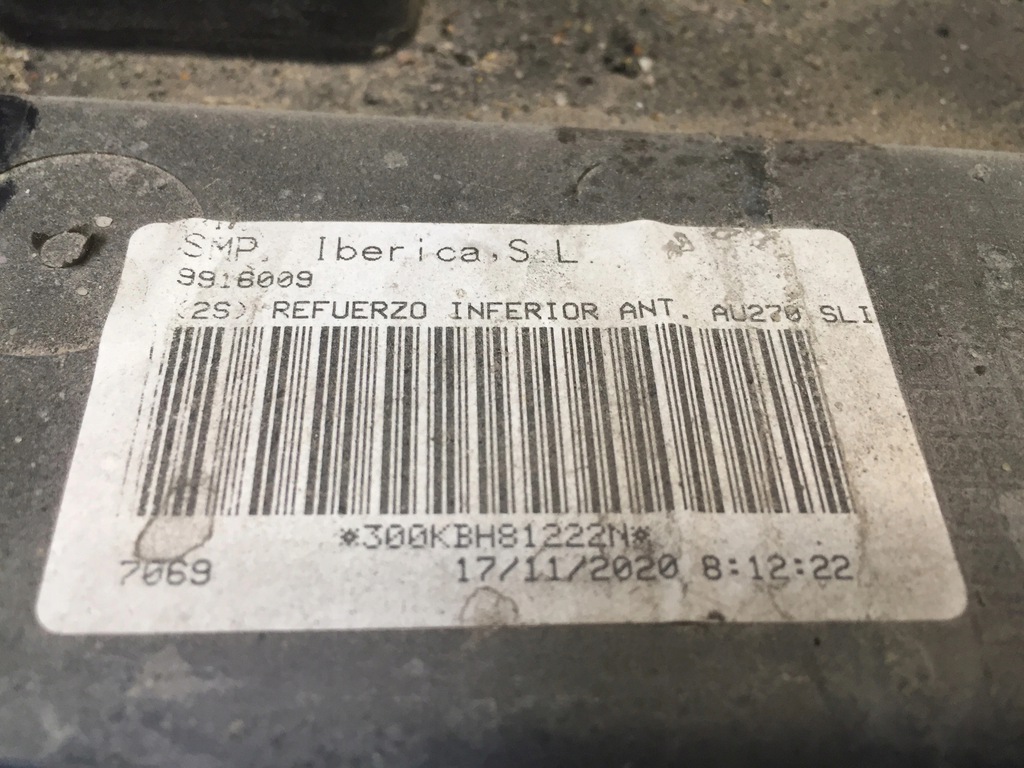 SMP. Iberica,S.L.
9916009
(2S) REFUERZO INFERIOR ANT. AU270 SLI
*300KBH81222N*
7069 17/11/2020 8:12:22